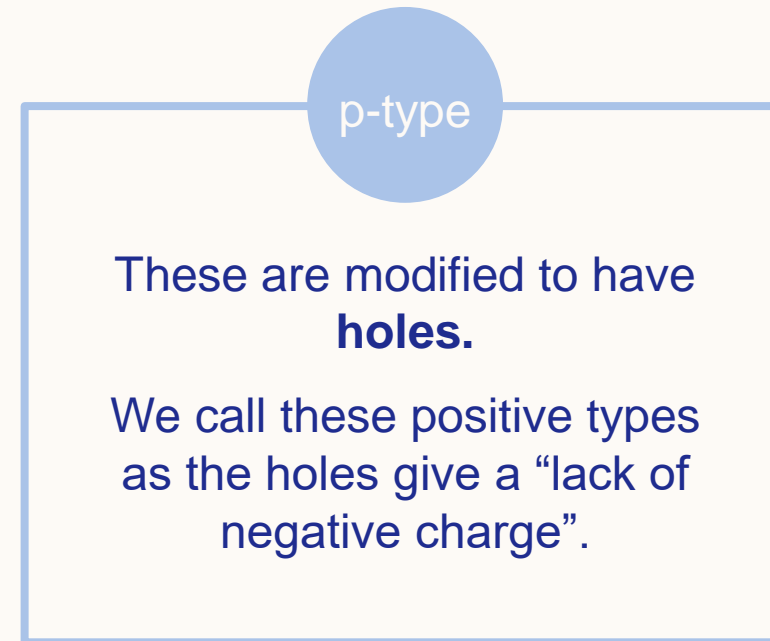 p-type
These are modified to have
holes.
We call these positive types
as the holes give a “lack of
negative charge”.